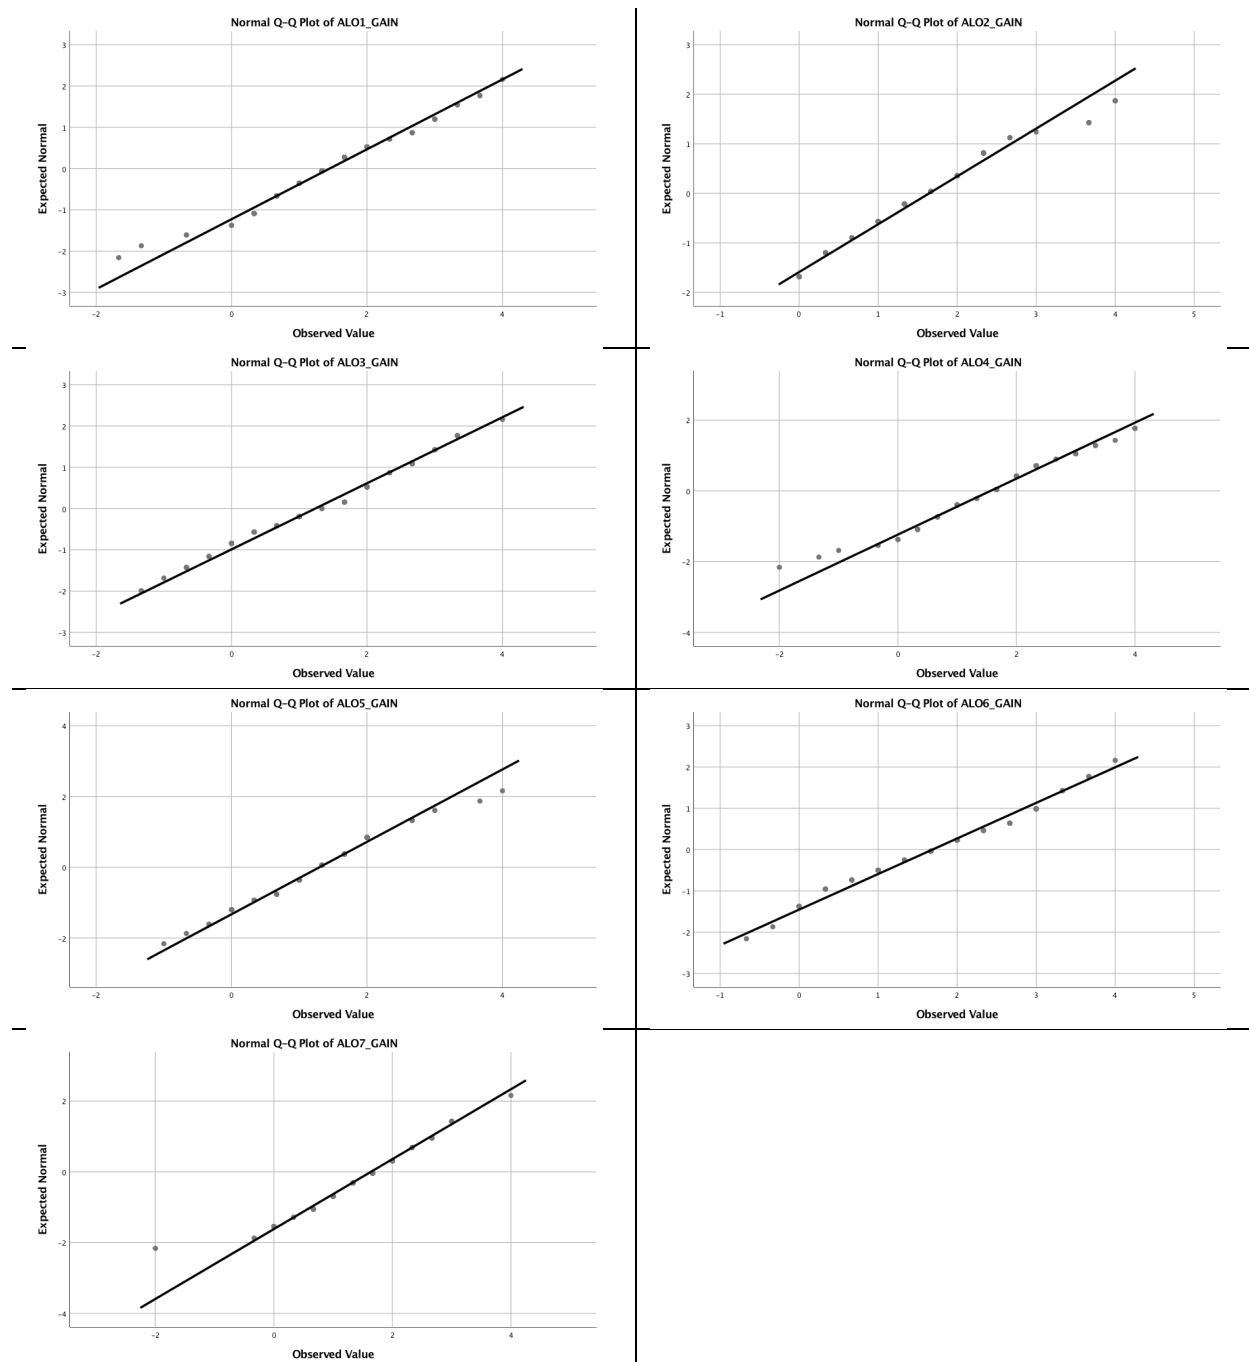 Normal Q–Q Plot of ALO1_GAIN
3
2
1
0
–1
–2
–3
Expected Normal
–2 0 2 4
Observed Value
Normal Q–Q Plot of ALO2_GAIN
3
2
1
0
–1
–2
Expected Normal
–1 0 1 2 3 4 5
Observed Value
Normal Q–Q Plot of ALO3_GAIN
3
2
1
0
–1
–2
–3
Expected Normal
–2 0 2 4
Observed Value
Normal Q–Q Plot of ALO4_GAIN
2
0
–2
–4
Expected Normal
–2 0 2 4
Observed Value
Normal Q–Q Plot of ALO5_GAIN
4
2
0
–2
Expected Normal
–2 0 2 4
Observed Value
Normal Q–Q Plot of ALO6_GAIN
3
2
1
0
–1
–2
–3
Expected Normal
–1 0 1 2 3 4 5
Observed Value
Normal Q–Q Plot of ALO7_GAIN
2
0
–2
–4
Expected Normal
–2 0 2 4
Observed Value